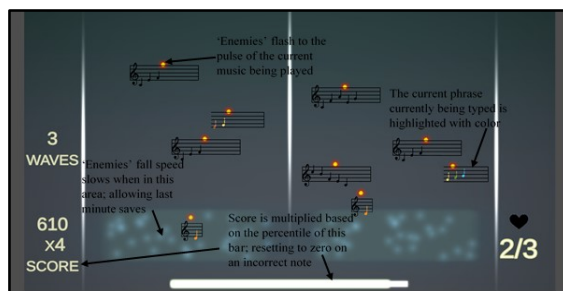 'Enemies' flash to the
pulse of the current
music being played
The current phrase
currently being typed is
highlighted with color
3
WAVES
'Enemies' fall speed
slows when in this
area; allowing last
minute saves
610
x4
SCORE
Score is multiplied based
on the percentile of this
bar; resetting to zero on
an incorrect note
2/3